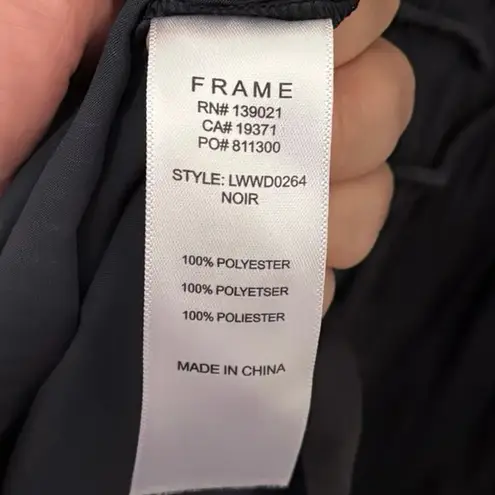 FRAME
RN# 139021
CA# 19371
PO# 811300
STYLE: LWWD0264
NOIR
100% POLYESTER
100% POLYETSER
100% POLIESTER
MADE IN CHINA